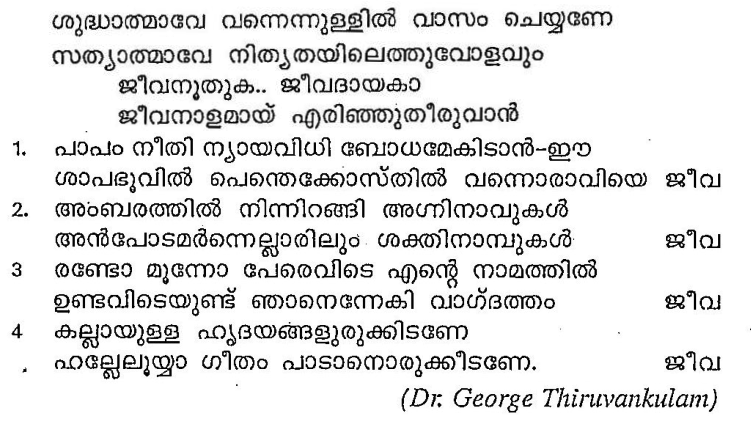 ശുദ്ധാത്മാവേ വന്നെന്നുള്ളിൽ വാസം ചെയ്യണേ
സത്യാത്മാവേ നിത്യതയിലെത്തുവോളവും
ജീവനൂതുക.. ജീവദായകാ
ജീവനാളമായ് എരിഞ്ഞുതീരുവാൻ
1. പാപം നീതി ന്യായവിധി ബോധമേകിടാൻ-ഈ
ശാപഭൂവിൽ പെന്തെക്കോസ്തിൽ വന്നൊരാവിയെ ജീവ
2. അംബരത്തിൽ നിന്നിറങ്ങി അഗ്നിനാവുകൾ
അൻപോടമർന്നെല്ലാരിലും ശക്തിനാമ്പുകൾ ജീവ
3 രണ്ടോ മൂന്നോ പേരെവിടെ എന്റെ നാമത്തിൽ
ഉണ്ടവിടെയുണ്ട് ഞാനെന്നേകി വാഗ്ദത്തം ജീവ
4 കല്ലായുള്ള ഹൃദയങ്ങളുരുക്കിടണേ
ഹല്ലേലൂയ്യാ ഗീതം പാടാനൊരുക്കീടണേ. ജീവ
(Dr. George Thiruvankulam)